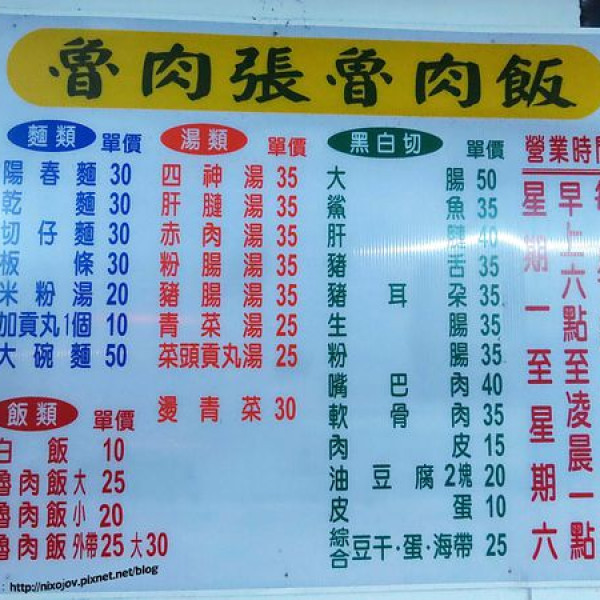 魯肉張魯肉飯
麵類 單價
陽春麵 30
乾麵 30
切仔麵 30
板條 30
米粉湯 20
加貢丸1個 10
大碗麵 50
飯類 單價
白飯 10
魯肉飯大 25
魯肉飯小 20
魯肉飯外帶25大30
湯類 單價
四神湯 35
肝膗湯 35
赤肉湯 35
粉腸湯 35
豬腸湯 35
青菜湯 25
菜頭貢丸湯 25
燙青菜 30
黑白切 單價
大腸 50
鯊魚 35
肝膗 40
豬舌 35
豬耳朶 35
生腸 35
粉腸 35
嘴巴肉 40
軟骨肉 35
肉皮 15
油豆腐2塊 20
皮蛋 10
綜合豆干·蛋·海帶 25
營業時間
早上六點至凌晨一點
星期一至星期六
http://nixojov.pixnet.net/blog